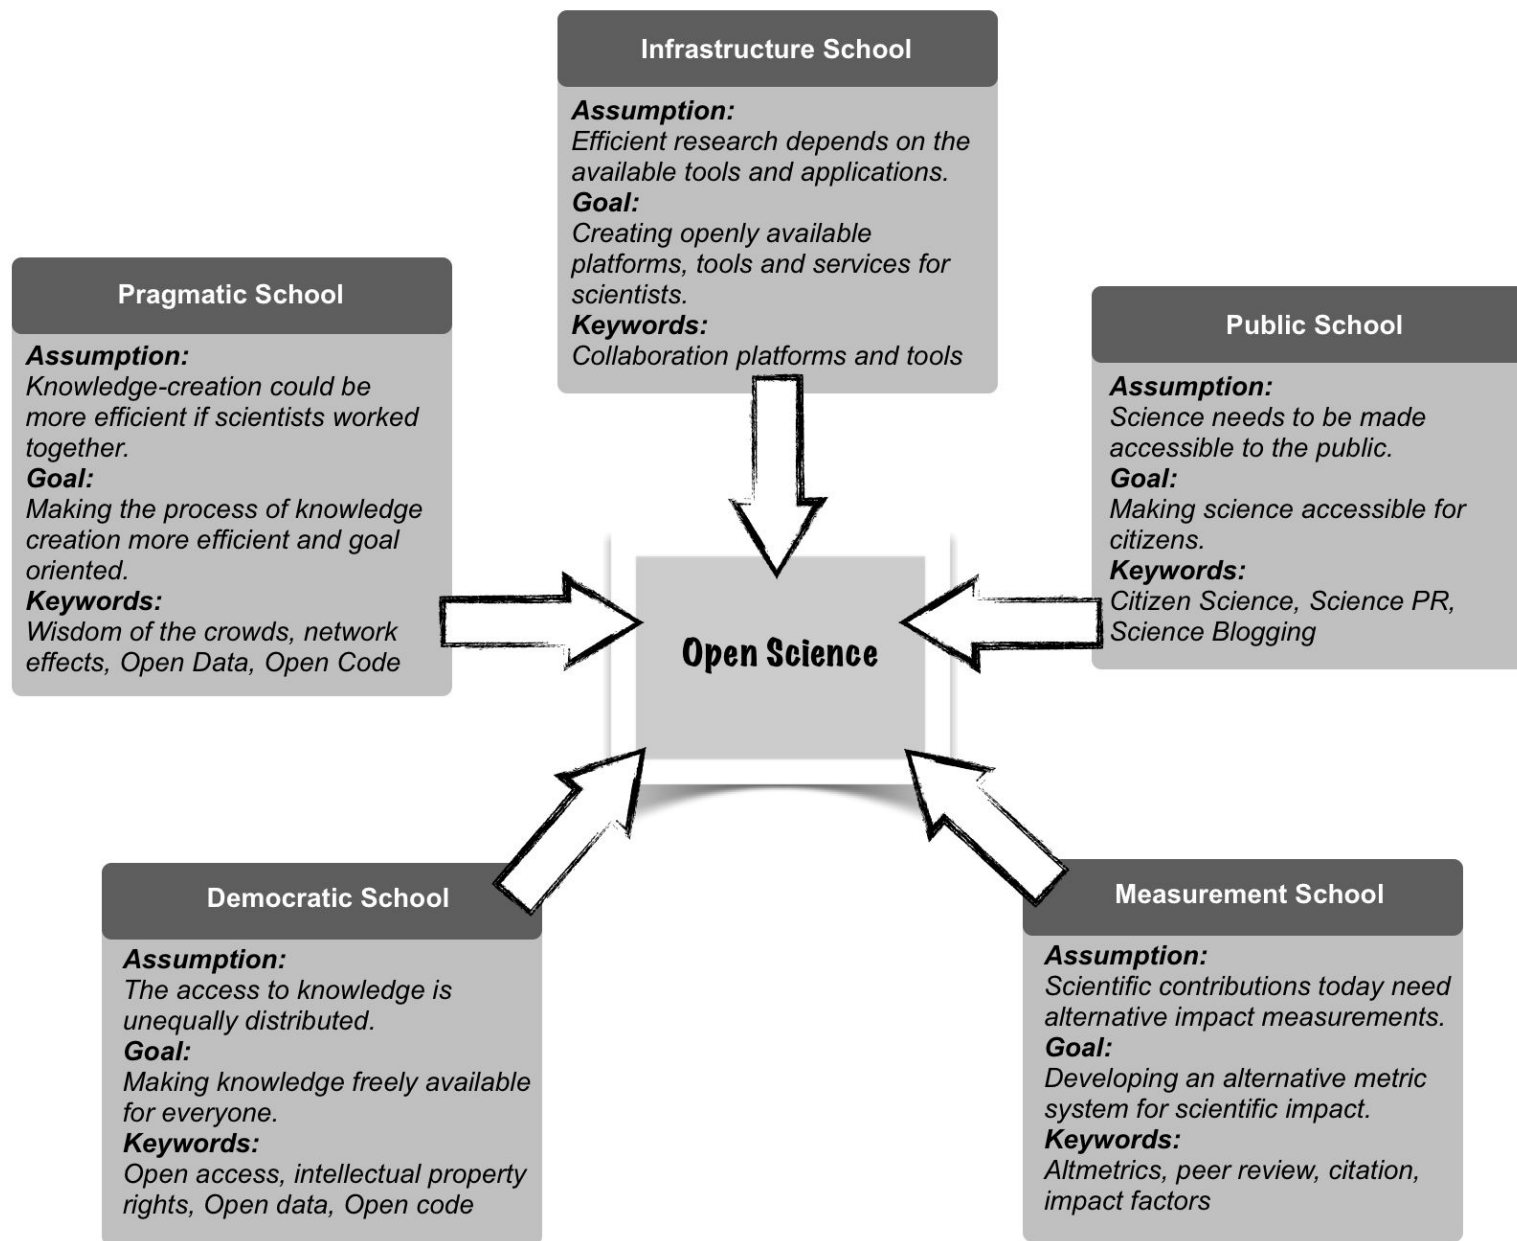 Infrastructure School
Assumption:
Efficient research depends on the
available tools and applications.
Goal:
Creating openly available
platforms, tools and services for
scientists.
Keywords:
Collaboration platforms and tools
Pragmatic School
Assumption:
Knowledge-creation could be
more efficient if scientists worked
together.
Goal:
Making the process of knowledge
creation more efficient and goal
oriented.
Keywords:
Wisdom of the crowds, network
effects, Open Data, Open Code
Public School
Assumption:
Science needs to be made
accessible to the public.
Goal:
Making science accessible for
citizens.
Keywords:
Citizen Science, Science PR,
Science Blogging
Open Science
Democratic School
Assumption:
The access to knowledge is
unequally distributed.
Goal:
Making knowledge freely available
for everyone.
Keywords:
Open access, intellectual property
rights, Open data, Open code
Measurement School
Assumption:
Scientific contributions today need
alternative impact measurements.
Goal:
Developing an alternative metric
system for scientific impact.
Keywords:
Altmetrics, peer review, citation,
impact factors